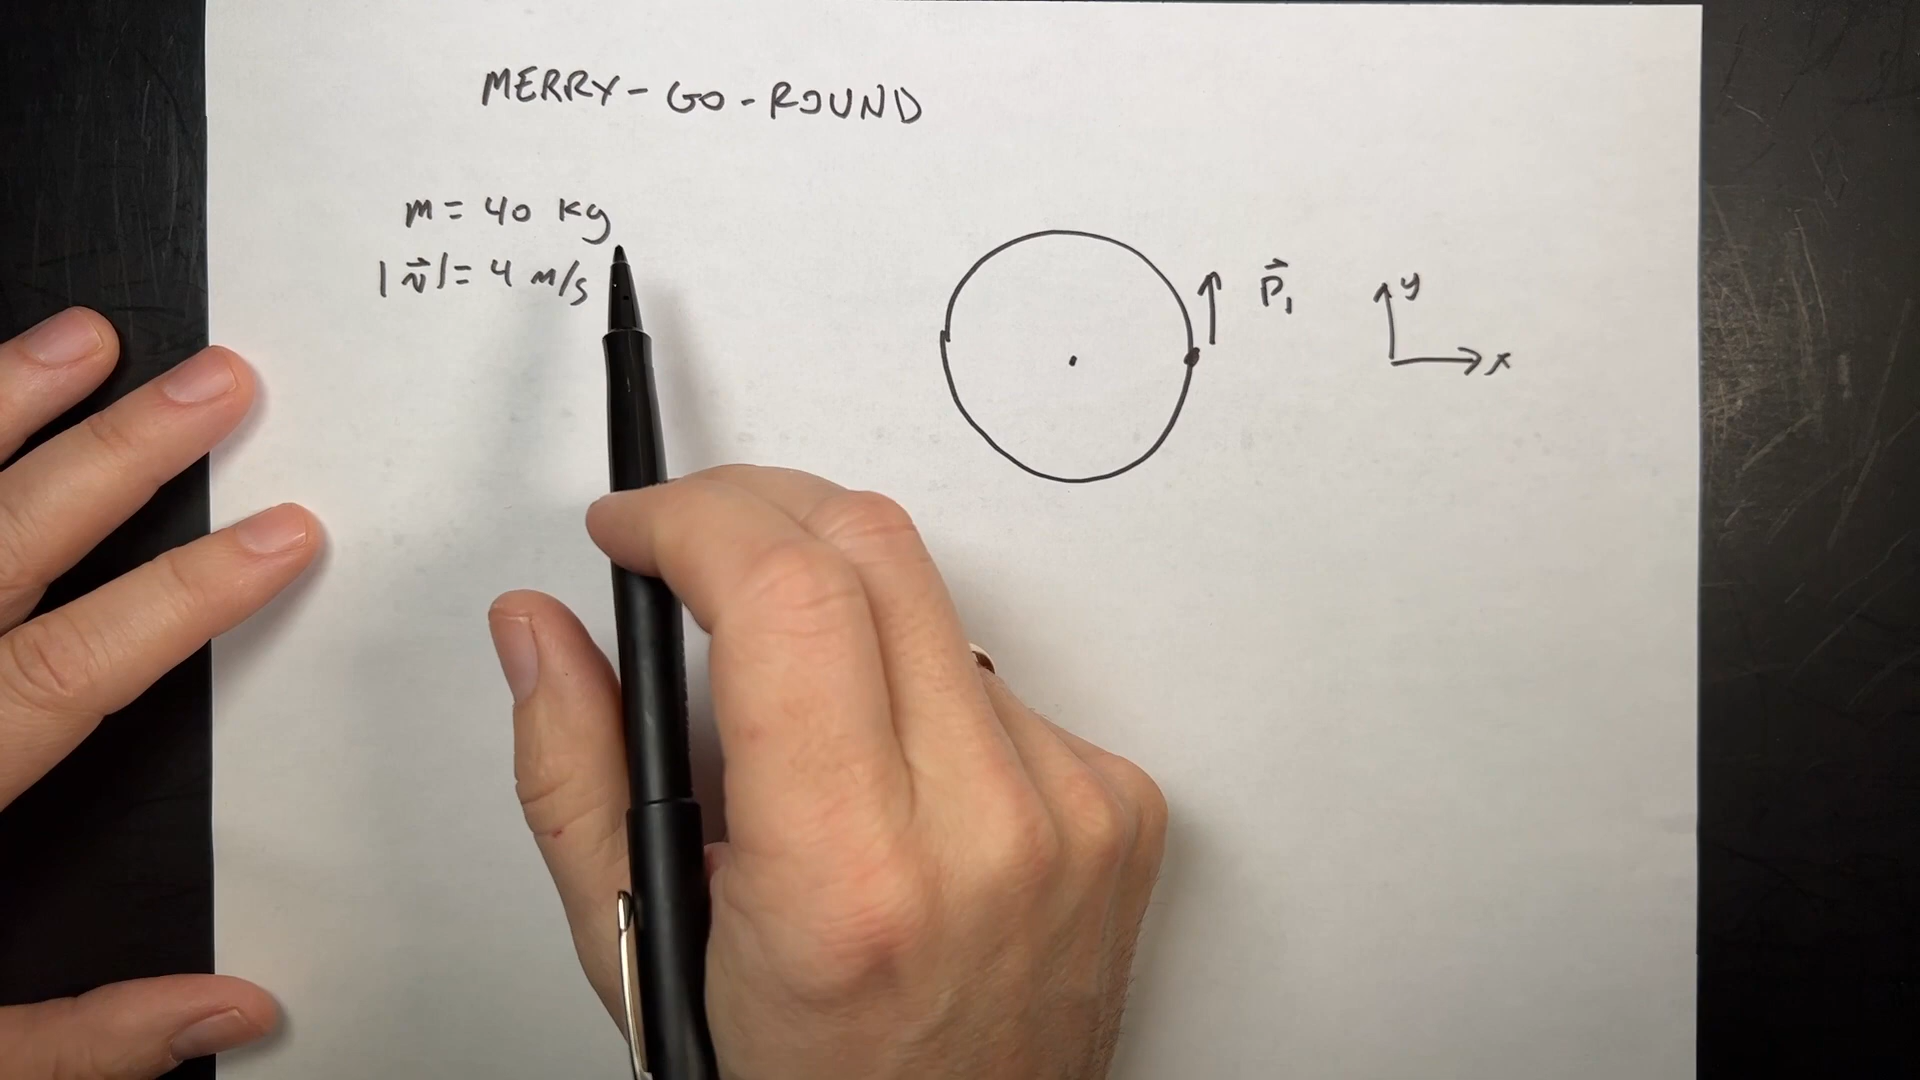 MERRY-GO-ROUND
m = 40 kg
|v⃗| = 4 m/s
p⃗₁
y
x